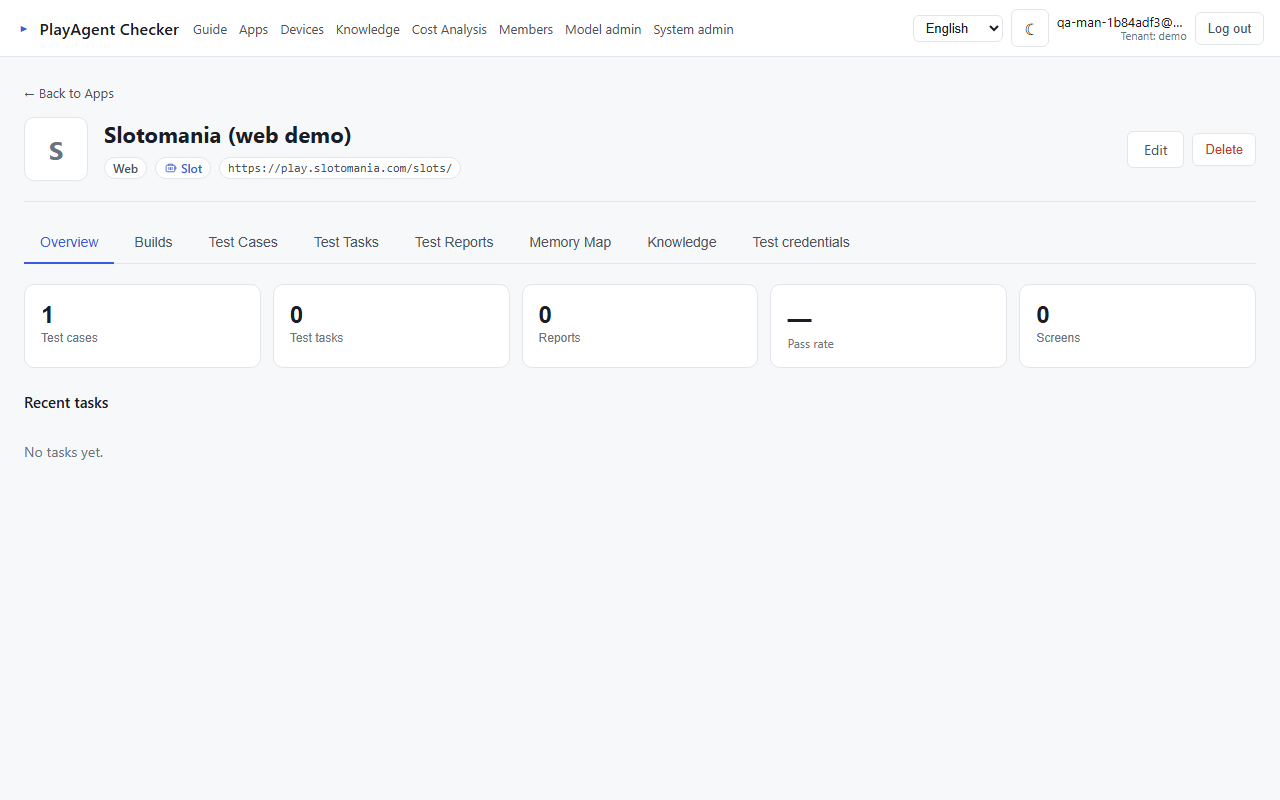 PlayAgent Checker Guide Apps Devices Knowledge Cost Analysis Members Model admin System admin English qa-man-1b84adf3@... Log out
Tenant: demo
← Back to Apps
S
Slotomania (web demo)
Web Slot https://play.slotomania.com/slots/
Edit Delete
Overview Builds Test Cases Test Tasks Test Reports Memory Map Knowledge Test credentials
1 0 0 — 0
Test cases Test tasks Reports Pass rate Screens
Recent tasks
No tasks yet.